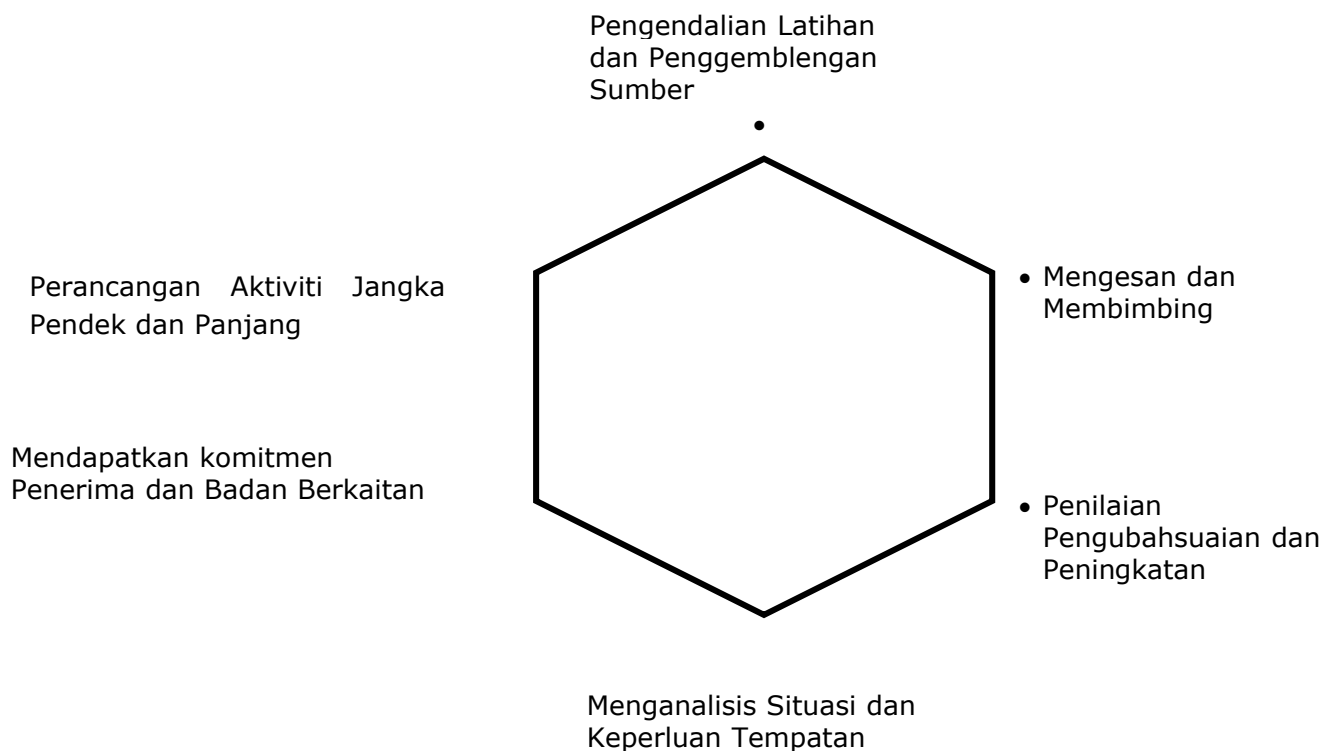 Pengendalian Latihan
dan Penggemblengan
Sumber
•
Perancangan Aktiviti Jangka
Pendek dan Panjang
• Mengesan dan
Membimbing
Mendapatkan komitmen
Penerima dan Badan Berkaitan
• Penilaian
Pengubahsuaian dan
Peningkatan
Menganalisis Situasi dan
Keperluan Tempatan